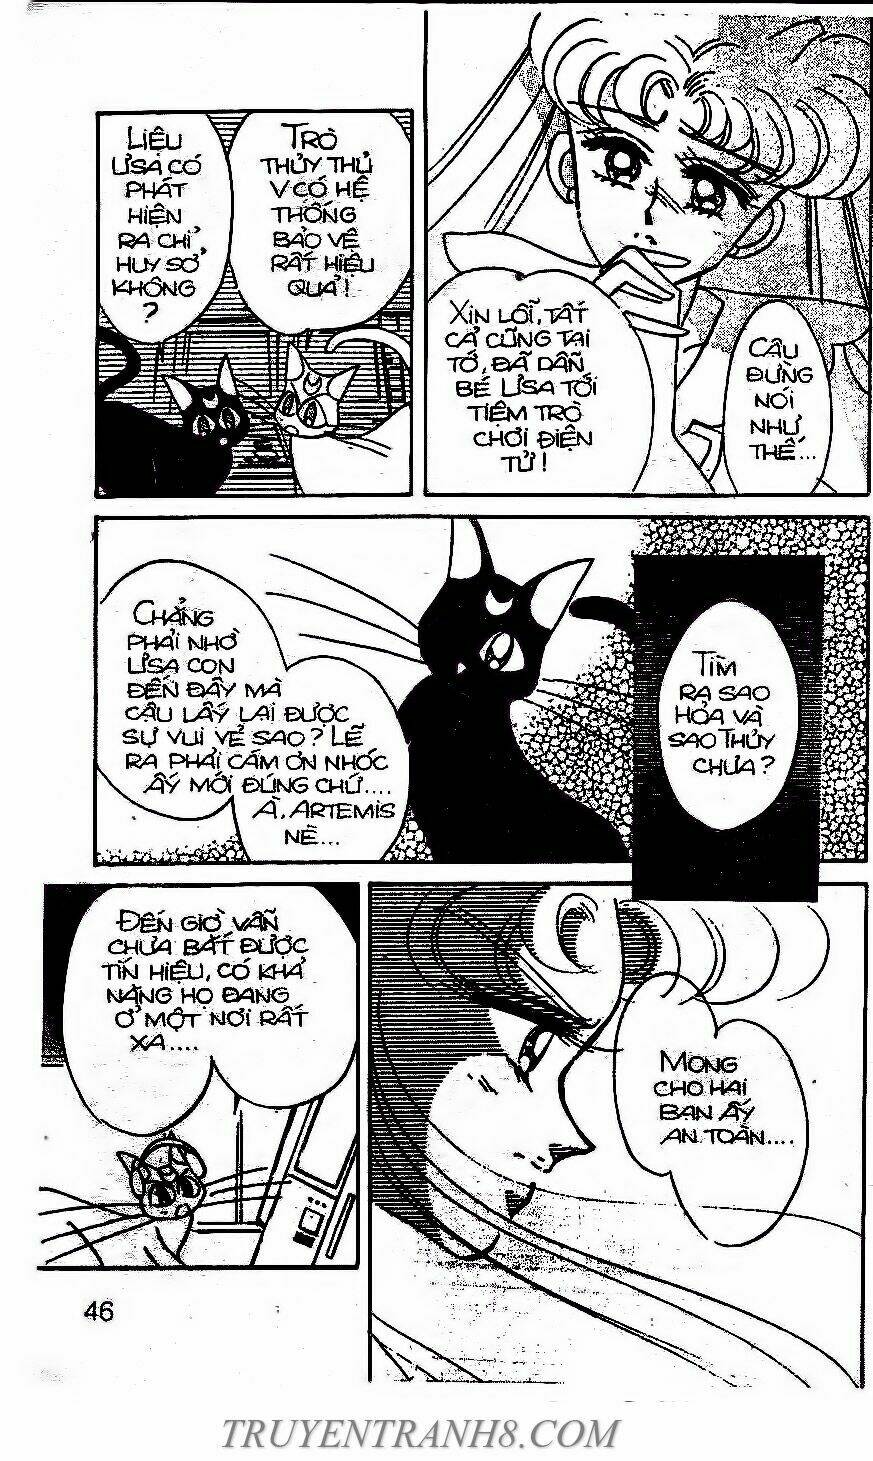 LIỆU
LISA CÓ
PHÁT
HIỆN
RA CHỈ
HUY SỞ
KHÔNG
?
TRÒ
THỦY THỦ
V CÓ HỆ
THỐNG
BẢO VỆ
RẤT HIỆU
QUẢ!
XIN LỖI, TẤT
CẢ CŨNG TẠI
TỚ, ĐÃ DẪN
BÉ LISA TỚI
TIỆM TRÒ
CHƠI ĐIỆN
TỬ!
CẬU
ĐỪNG
NÓI
NHƯ
THẾ...
CHẲNG
PHẢI NHỜ
LISA CON
ĐẾN ĐÂY MÀ
CẬU LẤY LẠI ĐƯỢC
SỰ VUI VẺ SAO? LẼ
RA PHẢI CÁM ƠN NHÓC
ẤY MỚI ĐÚNG CHỨ....
À, ARTEMIS
NÈ...
TÌM
RA SAO
HỎA VÀ
SAO THỦY
CHƯA?
ĐẾN GIỜ VẪN
CHƯA BẮT ĐƯỢC
TÍN HIỆU, CÓ KHẢ
NĂNG HỌ ĐANG
Ở MỘT NƠI RẤT
XA....
MONG
CHO HAI
BẠN ẤY
AN TOÀN....
46
TRUYENTRANH8.COM